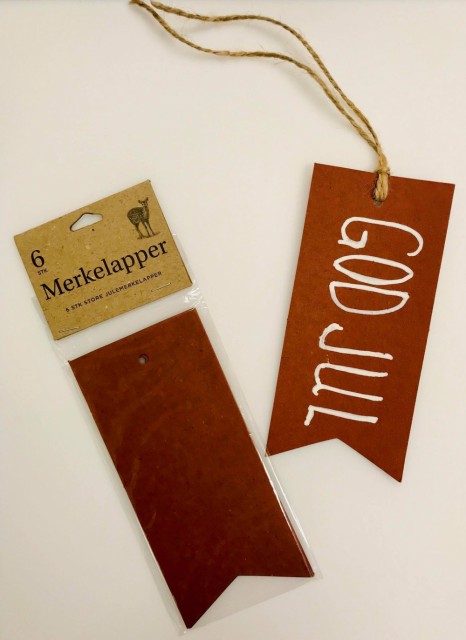 6
STK
Merkelapper
6 STK STORE JULEMERKELAPPER
GOD JUL